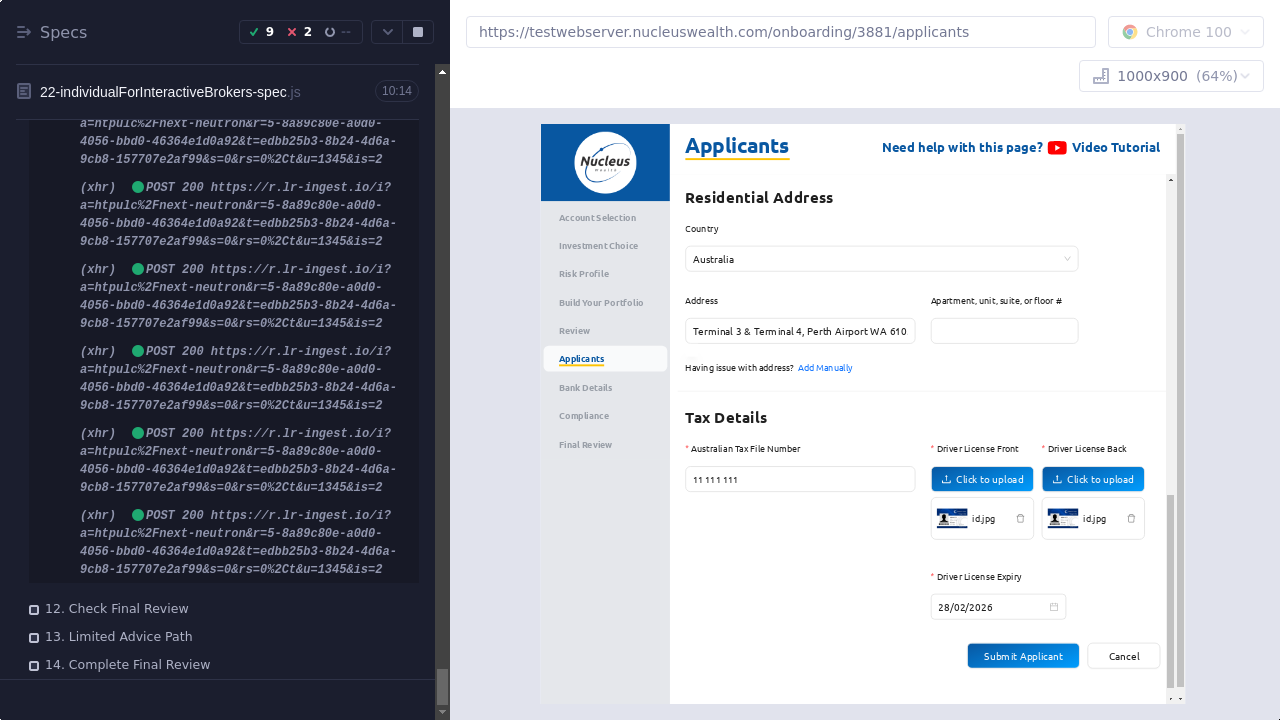 Specs
9
2
--
22-individualForInteractiveBrokers-spec.js
10:14
a=htpulc%2Fnext-neutron&r=5-8a89c80e-a0d0-
4056-bbd0-46364e1d0a92&t=edbb25b3-8b24-4d6a-
9cb8-157707e2af99&s=0&rs=0%2Ct&u=1345&is=2
(xhr) POST 200 https://r.lr-ingest.io/i?
a=htpulc%2Fnext-neutron&r=5-8a89c80e-a0d0-
4056-bbd0-46364e1d0a92&t=edbb25b3-8b24-4d6a-
9cb8-157707e2af99&s=0&rs=0%2Ct&u=1345&is=2
(xhr) POST 200 https://r.lr-ingest.io/i?
a=htpulc%2Fnext-neutron&r=5-8a89c80e-a0d0-
4056-bbd0-46364e1d0a92&t=edbb25b3-8b24-4d6a-
9cb8-157707e2af99&s=0&rs=0%2Ct&u=1345&is=2
(xhr) POST 200 https://r.lr-ingest.io/i?
a=htpulc%2Fnext-neutron&r=5-8a89c80e-a0d0-
4056-bbd0-46364e1d0a92&t=edbb25b3-8b24-4d6a-
9cb8-157707e2af99&s=0&rs=0%2Ct&u=1345&is=2
(xhr) POST 200 https://r.lr-ingest.io/i?
a=htpulc%2Fnext-neutron&r=5-8a89c80e-a0d0-
4056-bbd0-46364e1d0a92&t=edbb25b3-8b24-4d6a-
9cb8-157707e2af99&s=0&rs=0%2Ct&u=1345&is=2
(xhr) POST 200 https://r.lr-ingest.io/i?
a=htpulc%2Fnext-neutron&r=5-8a89c80e-a0d0-
4056-bbd0-46364e1d0a92&t=edbb25b3-8b24-4d6a-
9cb8-157707e2af99&s=0&rs=0%2Ct&u=1345&is=2
12. Check Final Review
13. Limited Advice Path
14. Complete Final Review
https://testwebserver.nucleuswealth.com/onboarding/3881/applicants
Chrome 100
1000x900 (64%)
Nucleus
Wealth
Account Selection
Investment Choice
Risk Profile
Build Your Portfolio
Review
Applicants
Bank Details
Compliance
Final Review
Applicants
Need help with this page? Video Tutorial
Residential Address
Country
Australia
Address
Apartment, unit, suite, or floor #
Terminal 3 & Terminal 4, Perth Airport WA 610
Having issue with address? Add Manually
Tax Details
* Australian Tax File Number
* Driver License Front
* Driver License Back
11 111 111
Click to upload
Click to upload
id.jpg
id.jpg
* Driver License Expiry
28/02/2026
Submit Applicant
Cancel